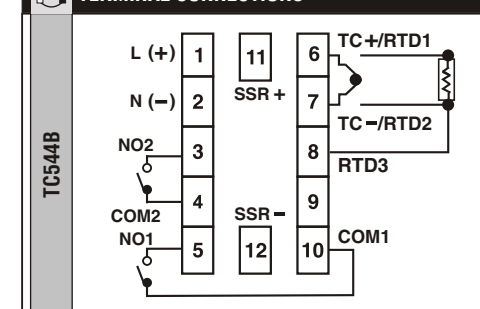 TERMINAL CONNECTIONS
TC544B
L (+) 1 11 6 TC+/RTD1
SSR +
N (−) 2 7 TC −/RTD2
NO2 3 8 RTD3
COM2 4 SSR − 9
NO1 5 12 10 COM1